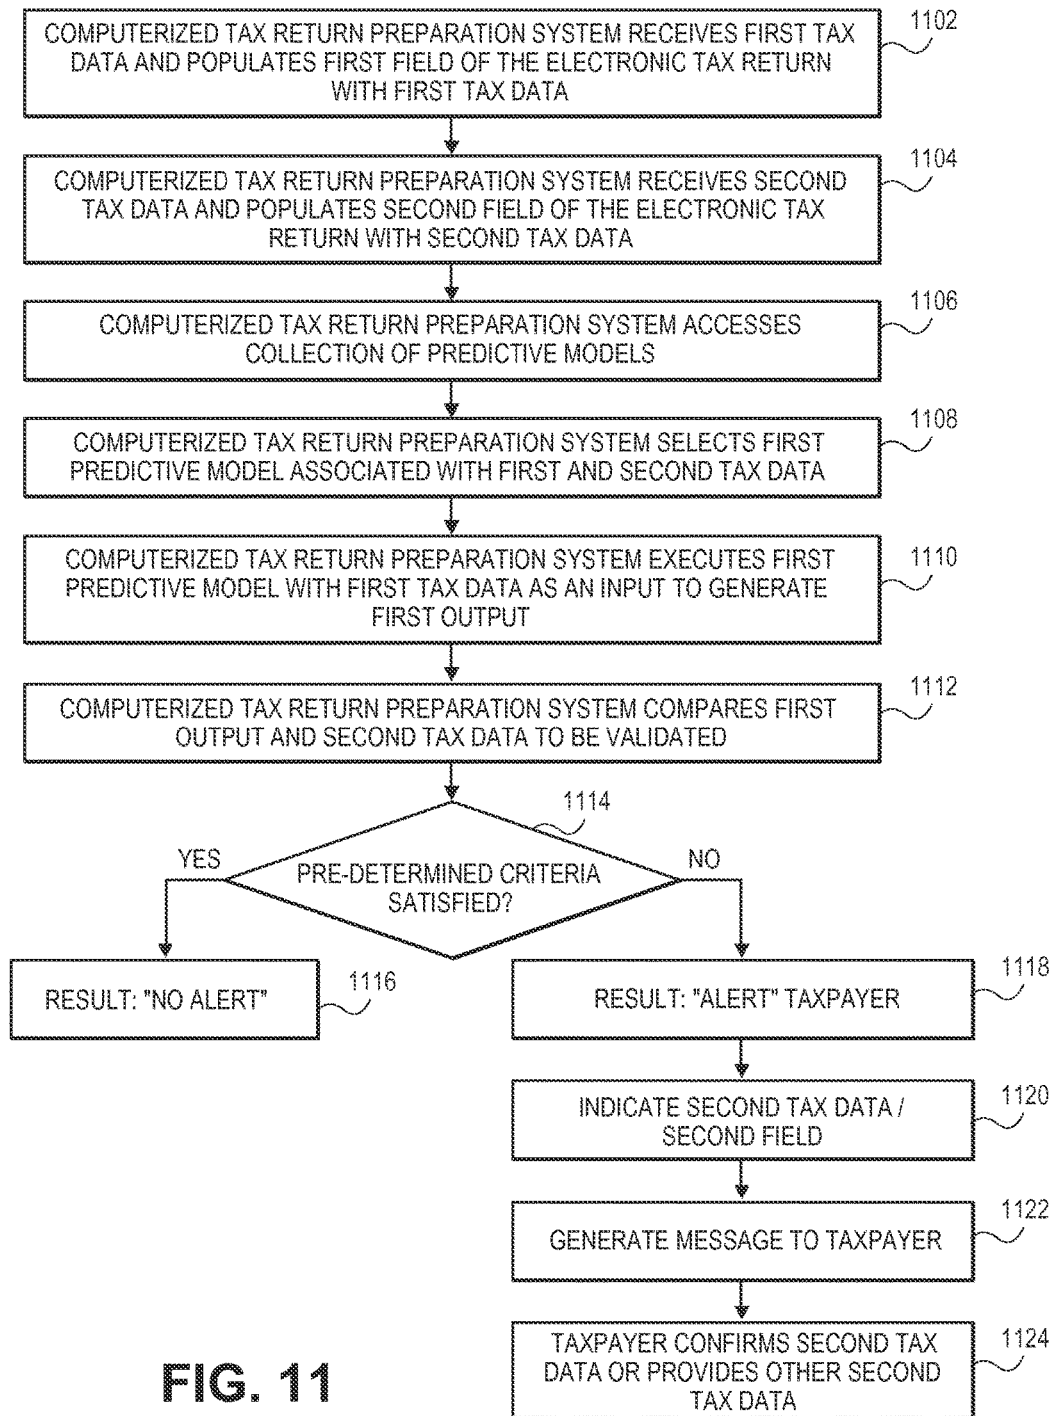 1102
COMPUTERIZED TAX RETURN PREPARATION SYSTEM RECEIVES FIRST TAX
DATA AND POPULATES FIRST FIELD OF THE ELECTRONIC TAX RETURN
WITH FIRST TAX DATA
1104
COMPUTERIZED TAX RETURN PREPARATION SYSTEM RECEIVES SECOND
TAX DATA AND POPULATES SECOND FIELD OF THE ELECTRONIC TAX
RETURN WITH SECOND TAX DATA
1106
COMPUTERIZED TAX RETURN PREPARATION SYSTEM ACCESSES
COLLECTION OF PREDICTIVE MODELS
1108
COMPUTERIZED TAX RETURN PREPARATION SYSTEM SELECTS FIRST
PREDICTIVE MODEL ASSOCIATED WITH FIRST AND SECOND TAX DATA
1110
COMPUTERIZED TAX RETURN PREPARATION SYSTEM EXECUTES FIRST
PREDICTIVE MODEL WITH FIRST TAX DATA AS AN INPUT TO GENERATE
FIRST OUTPUT
1112
COMPUTERIZED TAX RETURN PREPARATION SYSTEM COMPARES FIRST
OUTPUT AND SECOND TAX DATA TO BE VALIDATED
1114
YES
NO
PRE-DETERMINED CRITERIA
SATISFIED?
1116
RESULT: "NO ALERT"
1118
RESULT: "ALERT" TAXPAYER
1120
INDICATE SECOND TAX DATA /
SECOND FIELD
1122
GENERATE MESSAGE TO TAXPAYER
1124
TAXPAYER CONFIRMS SECOND TAX
DATA OR PROVIDES OTHER SECOND
TAX DATA
FIG. 11